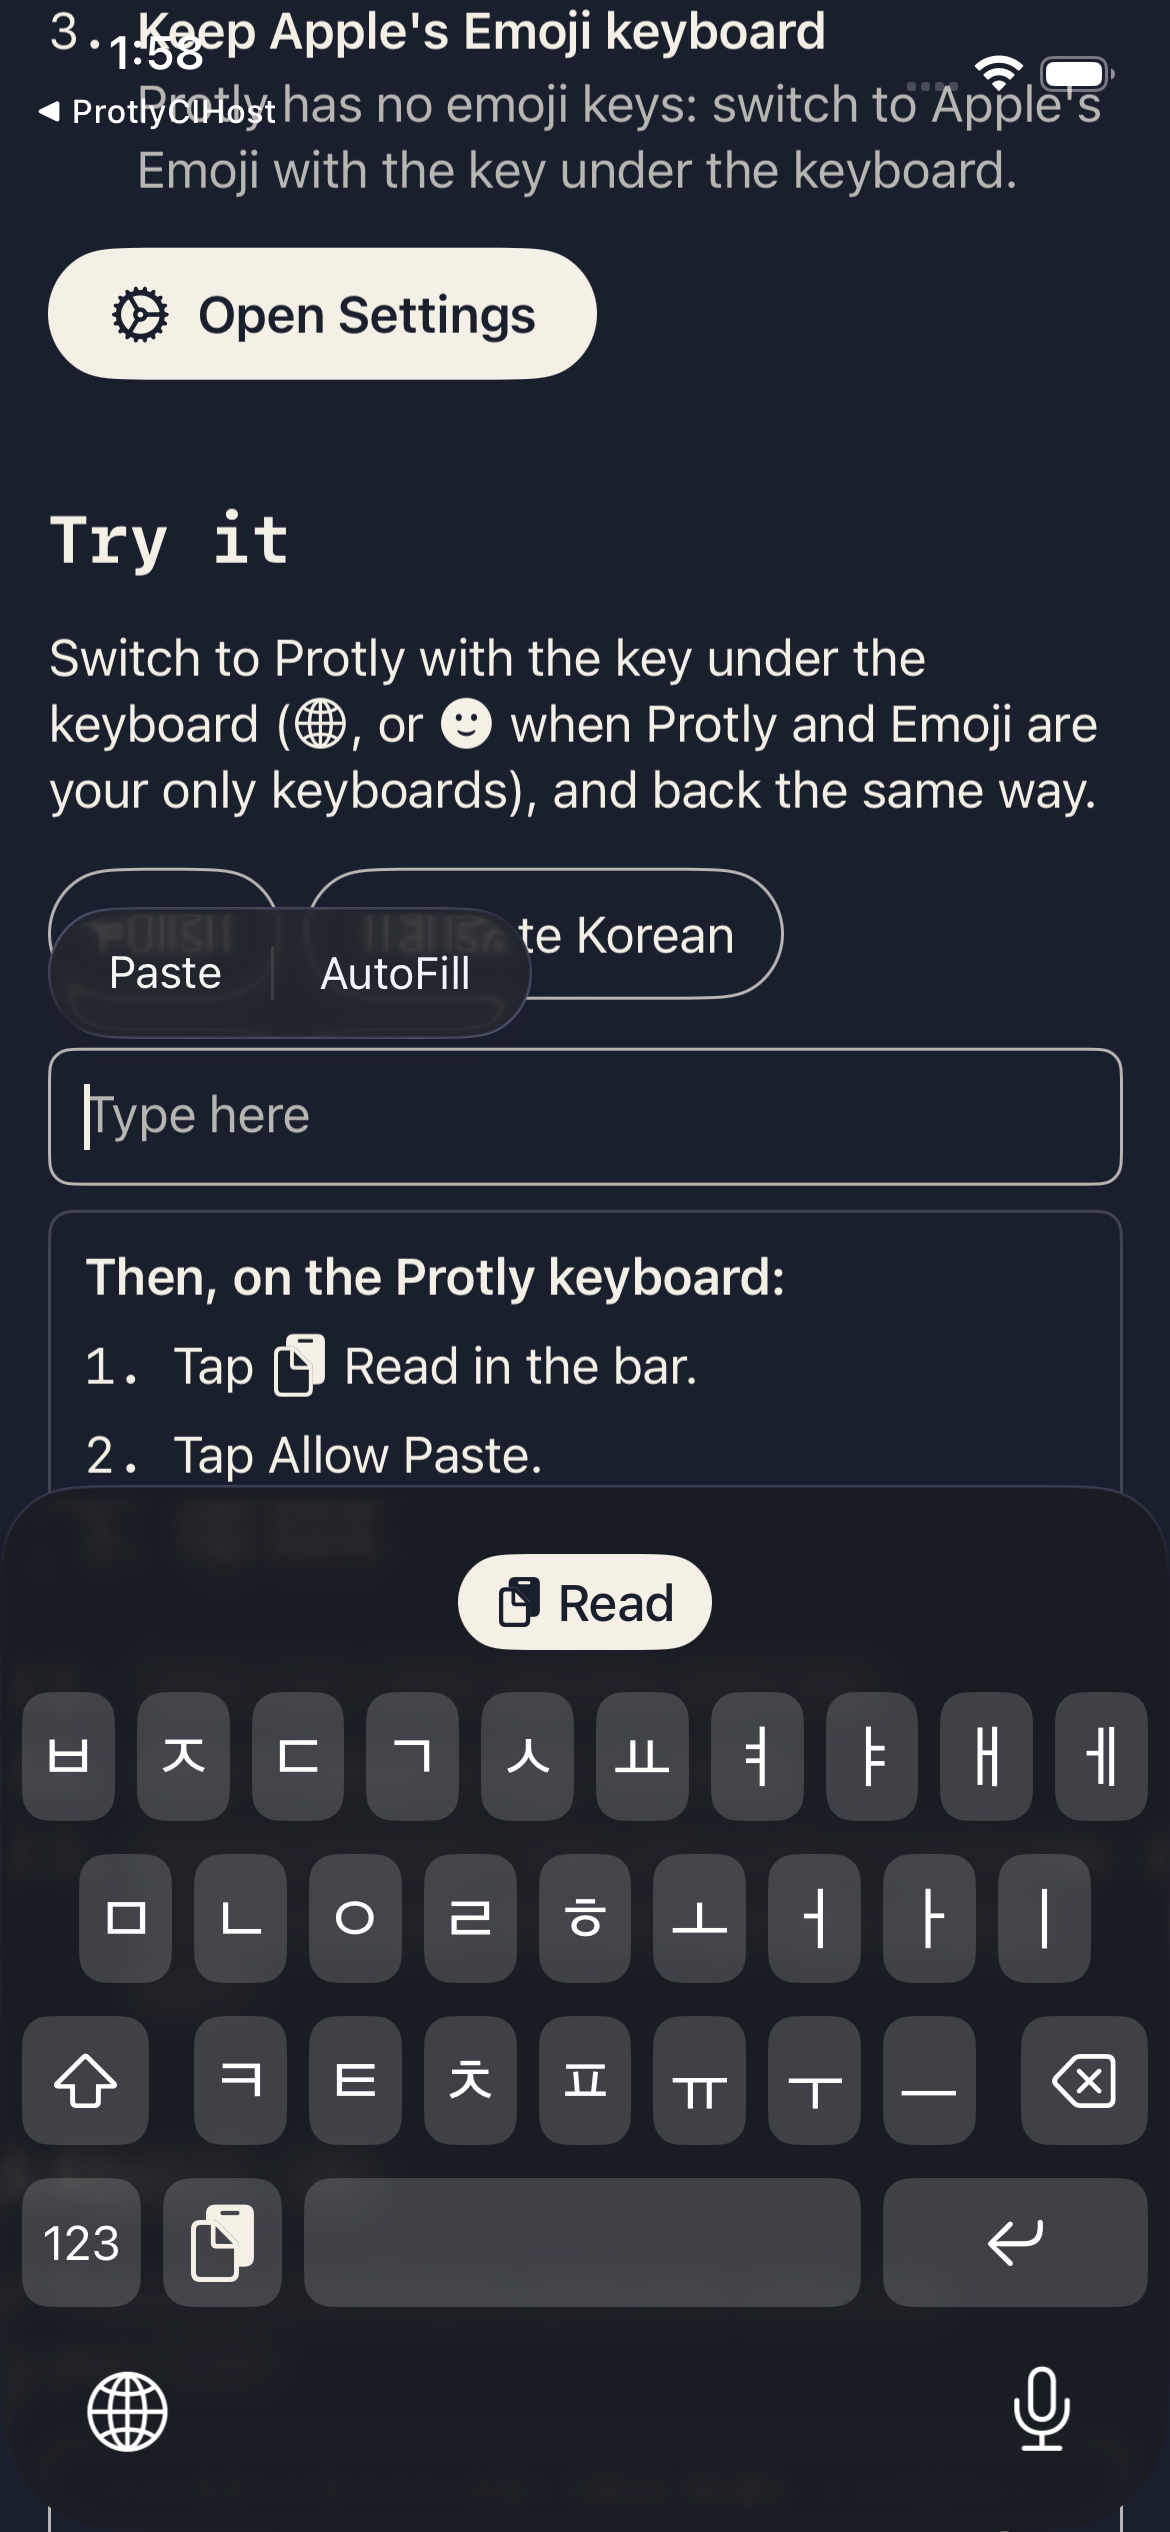 3. Keep Apple's Emoji keyboard
1:58
ProtlyCIHost
Protly has no emoji keys: switch to Apple's
Emoji with the key under the keyboard.
Open Settings
Try it
Switch to Protly with the key under the
keyboard (🌐, or 🙂 when Protly and Emoji are
your only keyboards), and back the same way.
te Korean
Paste AutoFill
Type here
Then, on the Protly keyboard:
1. Tap Read in the bar.
2. Tap Allow Paste.
Read
ㅂ ㅈ ㄷ ㄱ ㅅ ㅛ ㅕ ㅑ ㅐ ㅔ
ㅁ ㄴ ㅇ ㄹ ㅎ ㅗ ㅓ ㅏ ㅣ
ㅋ ㅌ ㅊ ㅍ ㅠ ㅜ ㅡ
123